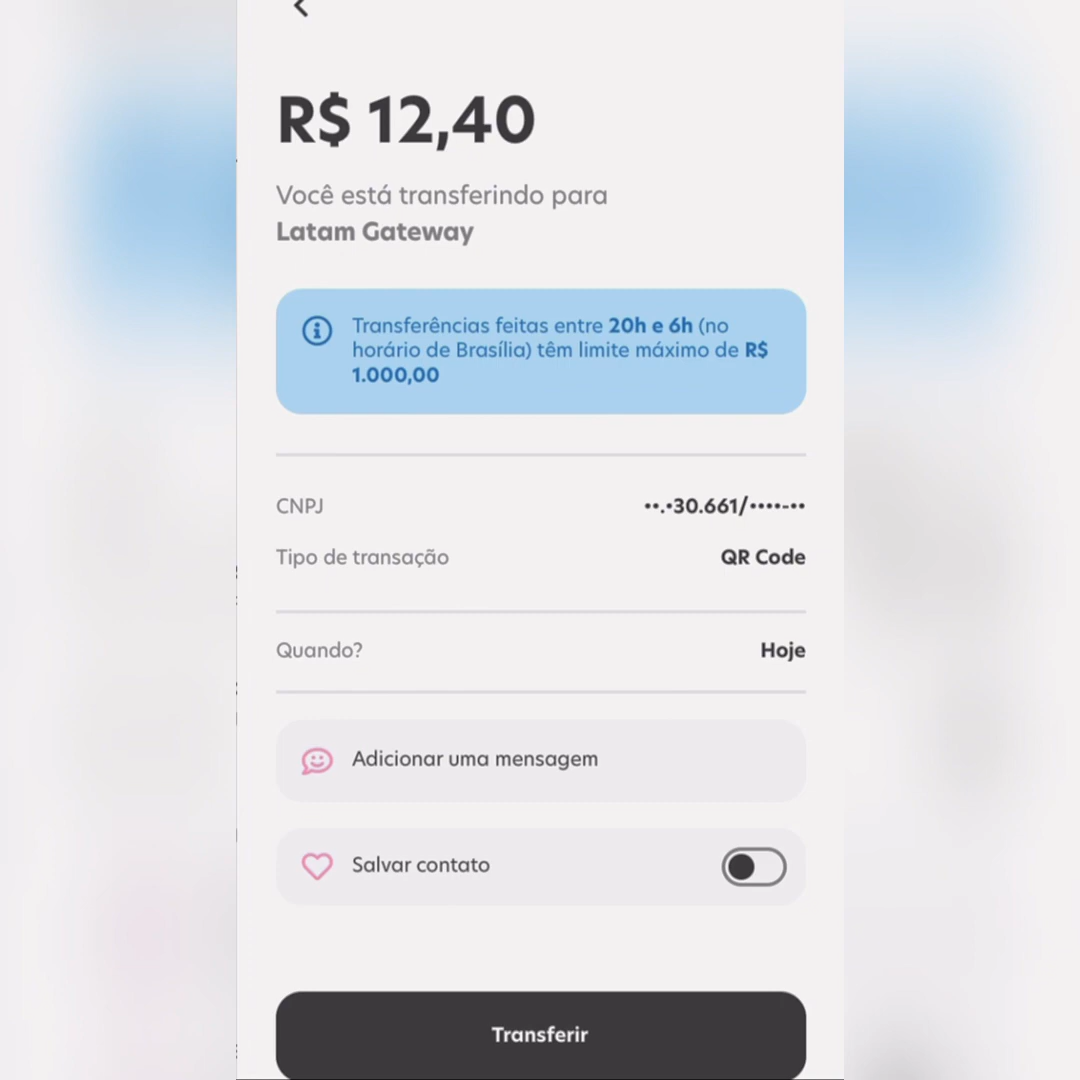 R$ 12,40
Você está transferindo para
Latam Gateway
Transferências feitas entre 20h e 6h (no
horário de Brasília) têm limite máximo de R$
1.000,00
CNPJ ••.•30.661/••••-••
Tipo de transação QR Code
Quando? Hoje
Adicionar uma mensagem
Salvar contato
Transferir